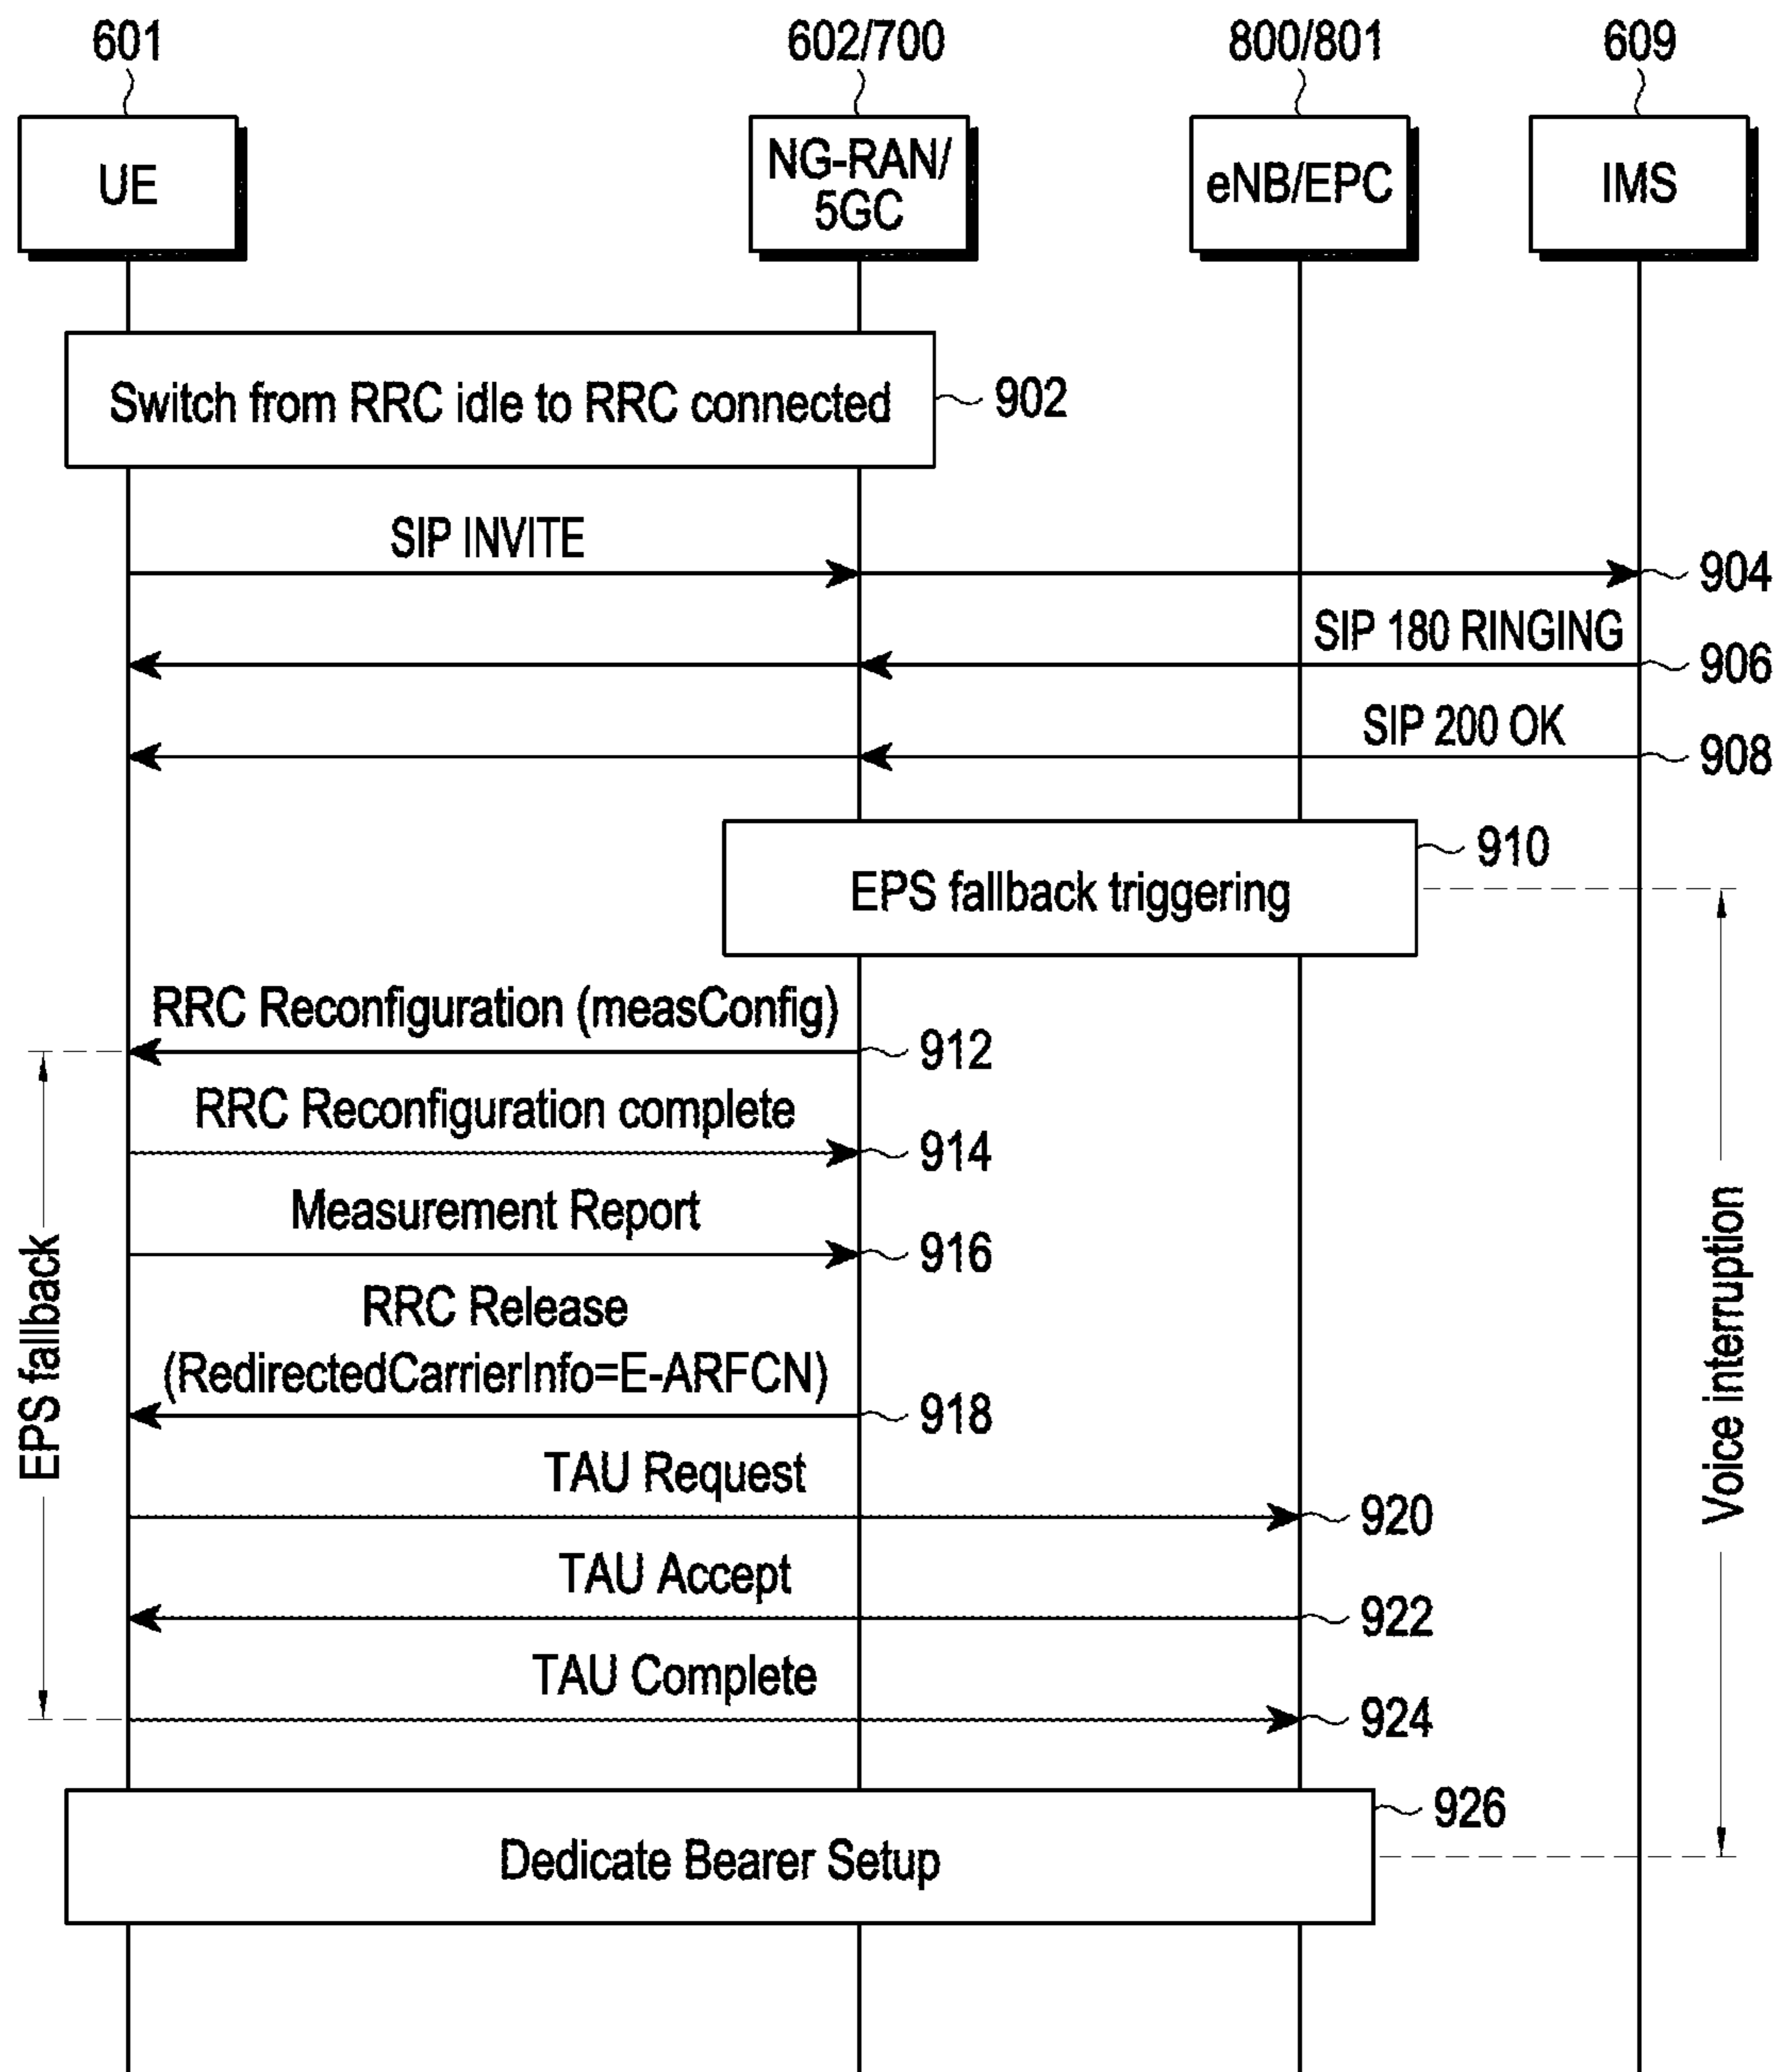 601
602/700
800/801
609
UE
NG-RAN/
5GC
eNB/EPC
IMS
Switch from RRC idle to RRC connected
902
SIP INVITE
904
SIP 180 RINGING
906
SIP 200 OK
908
EPS fallback triggering
910
RRC Reconfiguration (measConfig)
912
RRC Reconfiguration complete
914
Measurement Report
916
RRC Release
(RedirectedCarrierInfo=E-ARFCN)
918
TAU Request
920
TAU Accept
922
TAU Complete
924
EPS fallback
Voice interruption
Dedicate Bearer Setup
926